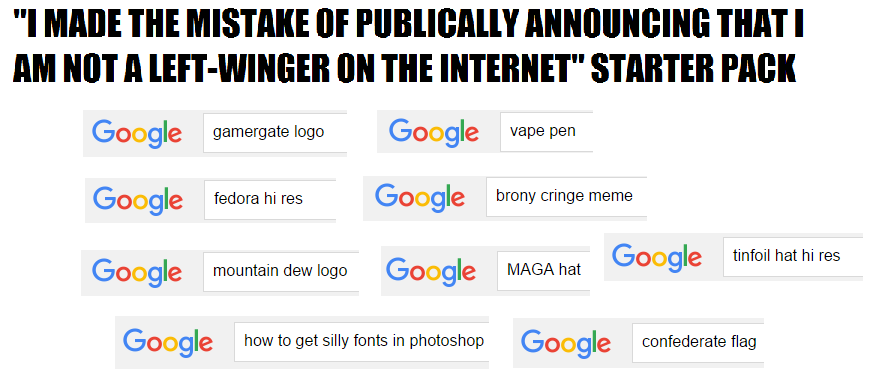 "I MADE THE MISTAKE OF PUBLICALLY ANNOUNCING THAT I
AM NOT A LEFT-WINGER ON THE INTERNET" STARTER PACK
Google gamergate logo
Google vape pen
Google fedora hi res
Google brony cringe meme
Google mountain dew logo
Google MAGA hat
Google tinfoil hat hi res
Google how to get silly fonts in photoshop
Google confederate flag